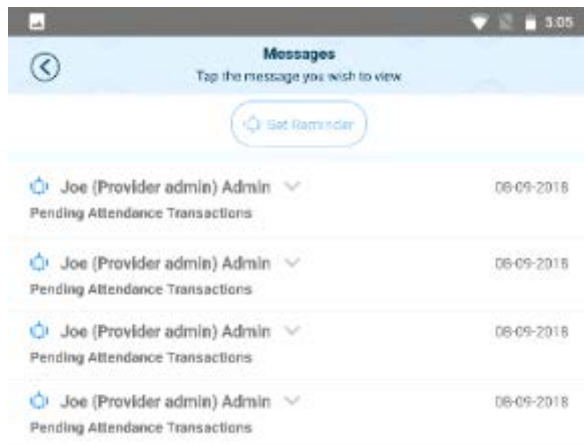 3:05
Messages
Tap the message you wish to view
Set Reminder
Joe (Provider admin) Admin 08-09-2018
Pending Attendance Transactions
Joe (Provider admin) Admin 08-09-2018
Pending Attendance Transactions
Joe (Provider admin) Admin 08-09-2018
Pending Attendance Transactions
Joe (Provider admin) Admin 08-09-2018
Pending Attendance Transactions